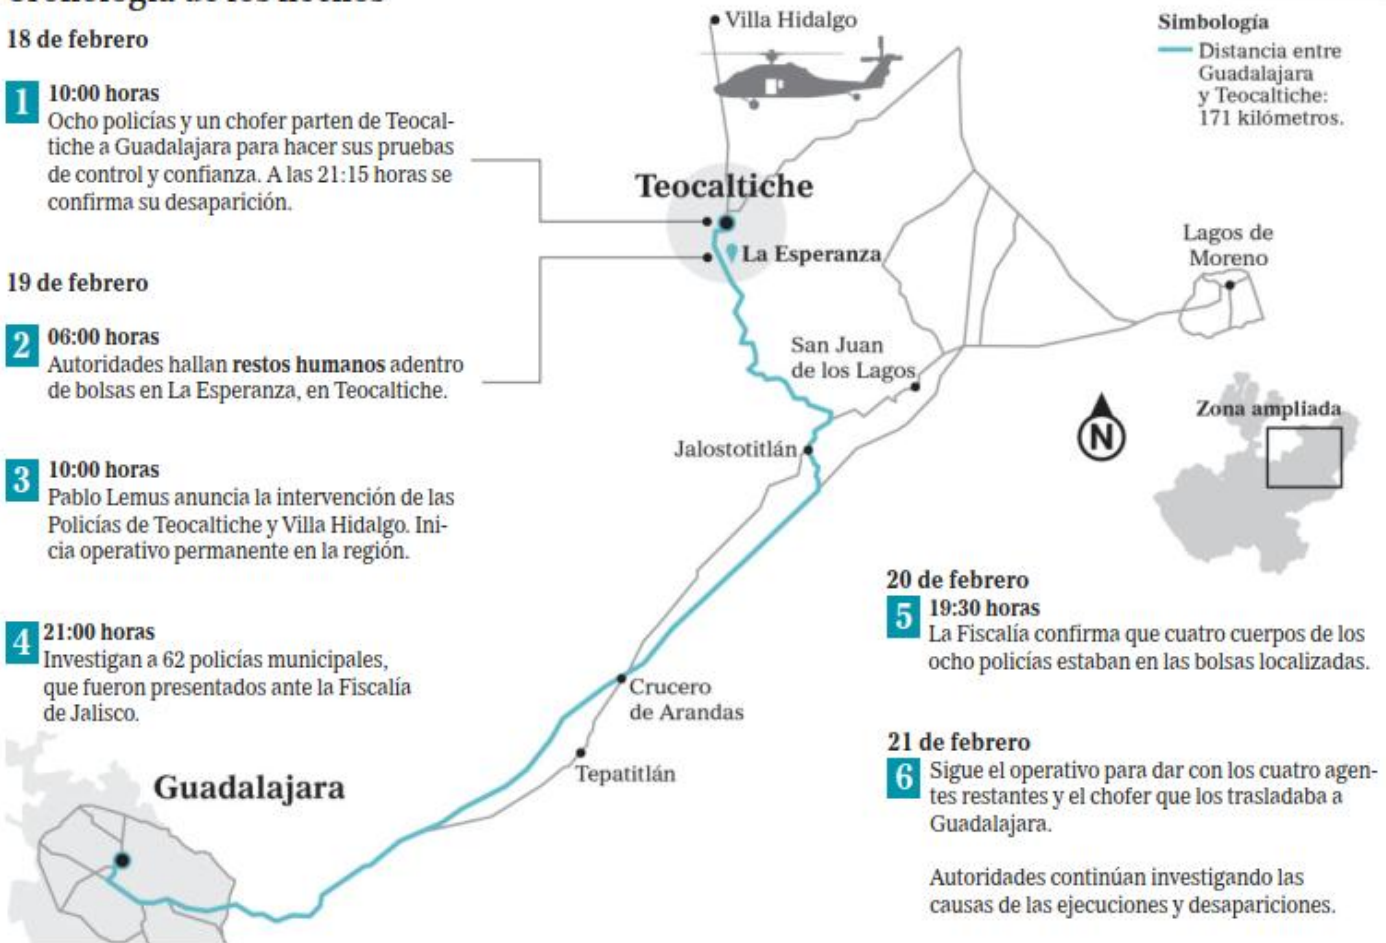 Cronología de los hechos
18 de febrero
1
10:00 horas
Ocho policías y un chofer parten de Teocal-
tiche a Guadalajara para hacer sus pruebas
de control y confianza. A las 21:15 horas se
confirma su desaparición.
19 de febrero
2
06:00 horas
Autoridades hallan restos humanos adentro
de bolsas en La Esperanza, en Teocaltiche.
3
10:00 horas
Pablo Lemus anuncia la intervención de las
Policías de Teocaltiche y Villa Hidalgo. Ini-
cia operativo permanente en la región.
4
21:00 horas
Investigan a 62 policías municipales,
que fueron presentados ante la Fiscalía
de Jalisco.
Villa Hidalgo
Teocaltiche
La Esperanza
San Juan
de los Lagos
Jalostotitlán
Crucero
de Arandas
Tepatitlán
Guadalajara
Simbología
Distancia entre
Guadalajara
y Teocaltiche:
171 kilómetros.
Lagos de
Moreno
N
Zona ampliada
20 de febrero
5
19:30 horas
La Fiscalía confirma que cuatro cuerpos de los
ocho policías estaban en las bolsas localizadas.
21 de febrero
6
Sigue el operativo para dar con los cuatro agen-
tes restantes y el chofer que los trasladaba a
Guadalajara.
Autoridades continúan investigando las
causas de las ejecuciones y desapariciones.